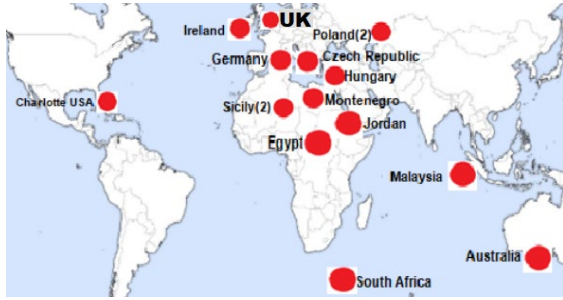 UK
Ireland
Poland(2)
Germany
Czech Republic
Hungary
Charlotte USA
Sicily(2)
Montenegro
Jordan
Egypt
Malaysia
Australia
South Africa